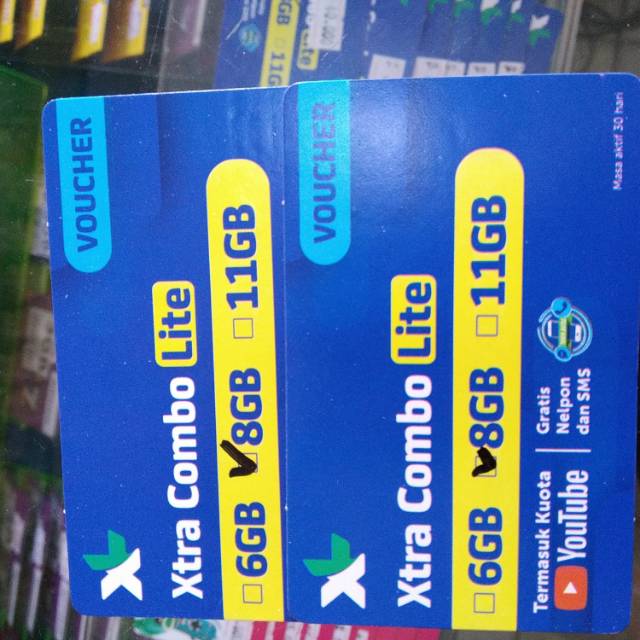 VOUCHER
Xtra Combo Lite
6GB 8GB 11GB
VOUCHER
Masa aktif 30 hari
Xtra Combo Lite
6GB 8GB 11GB
Termasuk Kuota
YouTube
Gratis
Nelpon
dan SMS
11G